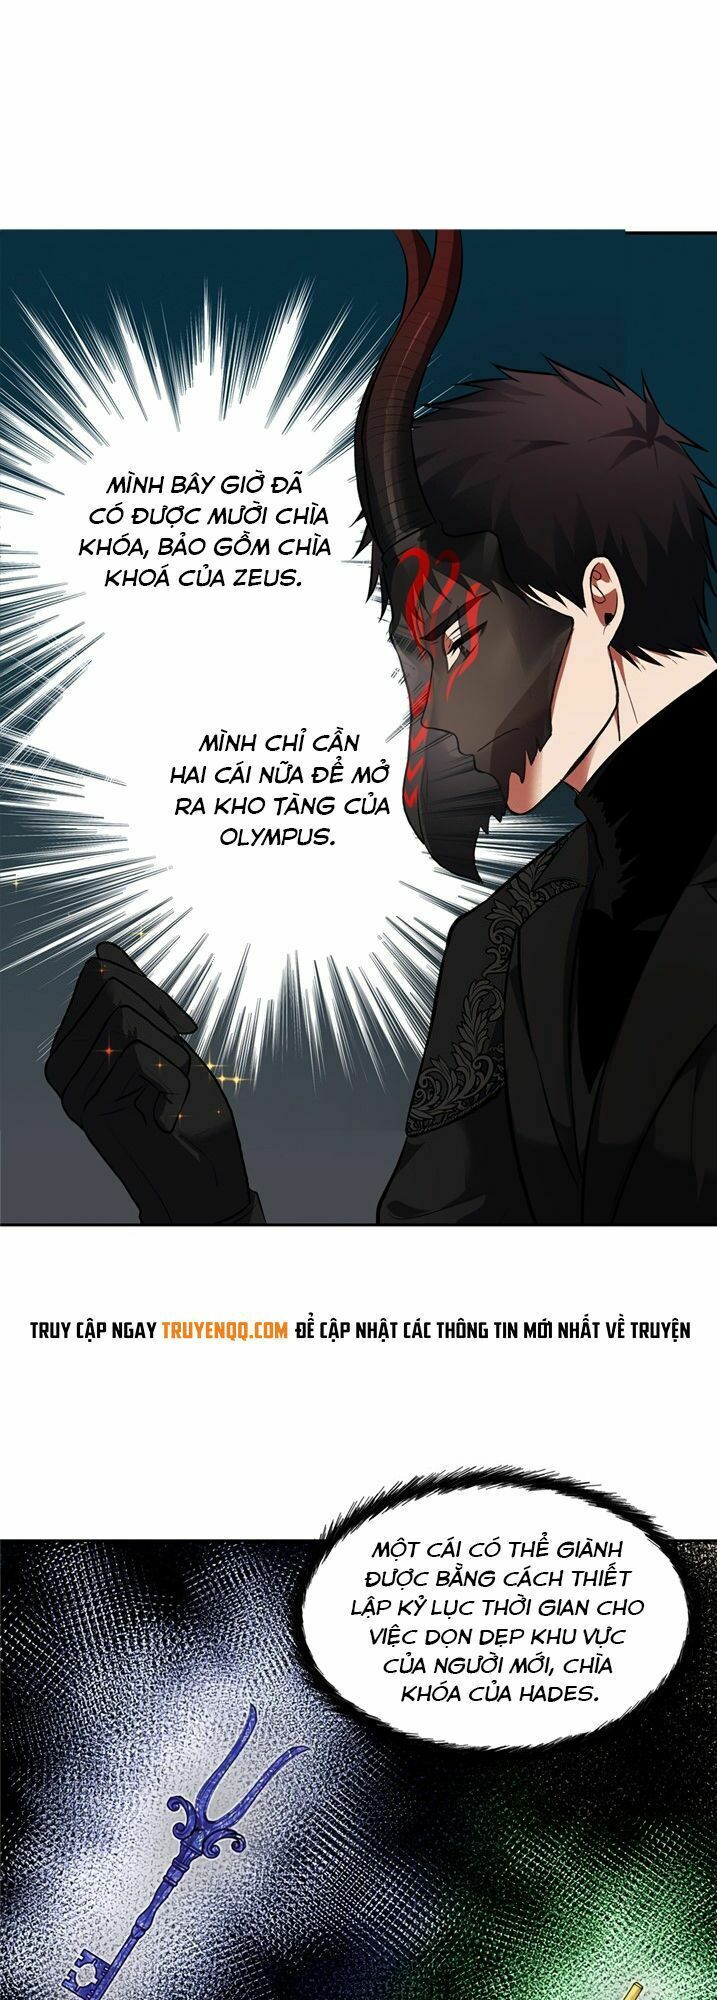 MÌNH BÂY GIỜ ĐÃ
CÓ ĐƯỢC MƯỜI CHÌA
KHÓA, BẢO GỒM CHÌA
KHOÁ CỦA ZEUS.
MÌNH CHỈ CẦN
HAI CÁI NỮA ĐỂ MỞ
RA KHO TÀNG CỦA
OLYMPUS.
TRUY CẬP NGAY TRUYENQQ.COM ĐỂ CẬP NHẬT CÁC THÔNG TIN MỚI NHẤT VỀ TRUYỆN
MỘT CÁI CÓ THỂ GIÀNH
ĐƯỢC BẰNG CÁCH THIẾT
LẬP KỶ LỤC THỜI GIAN CHO
VIỆC DỌN DẸP KHU VỰC
CỦA NGƯỜI MỚI, CHÌA
KHÓA CỦA HADES.